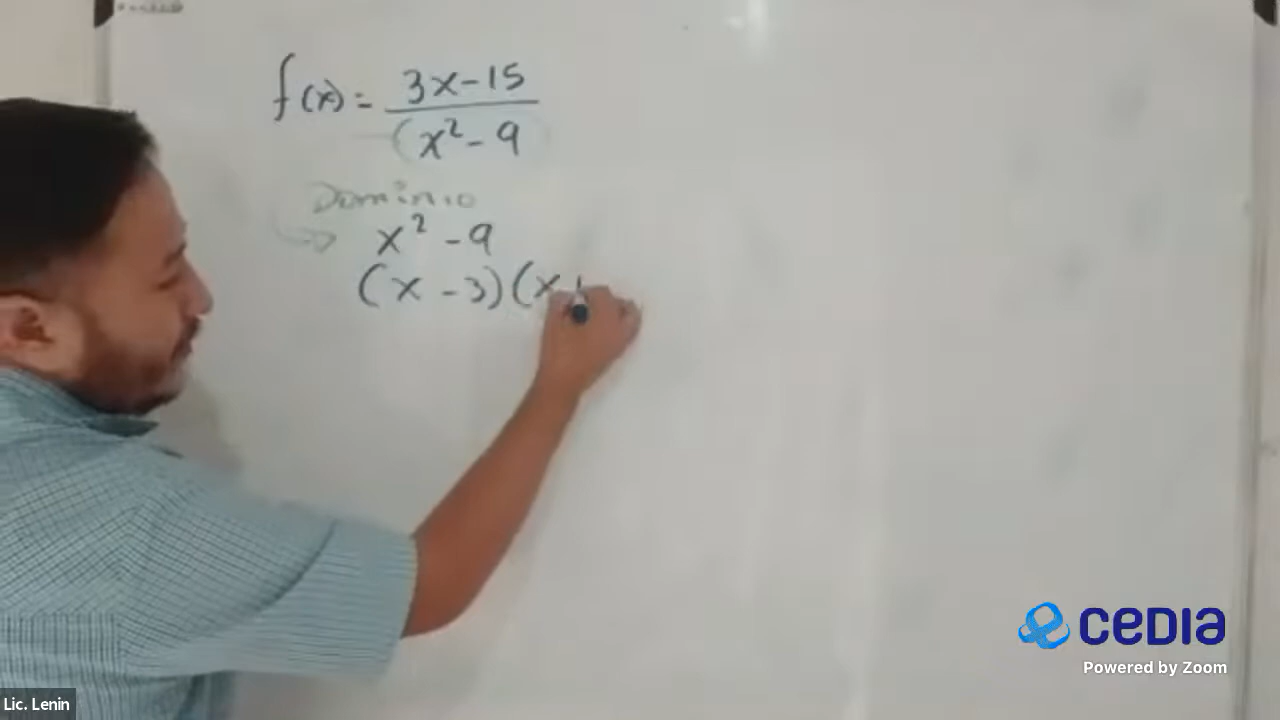 f(x) = 3x-15
(x² - 9
Dominio
x² - 9
(x - 3)(x +
CEDIA
Powered by Zoom
Lic. Lenin